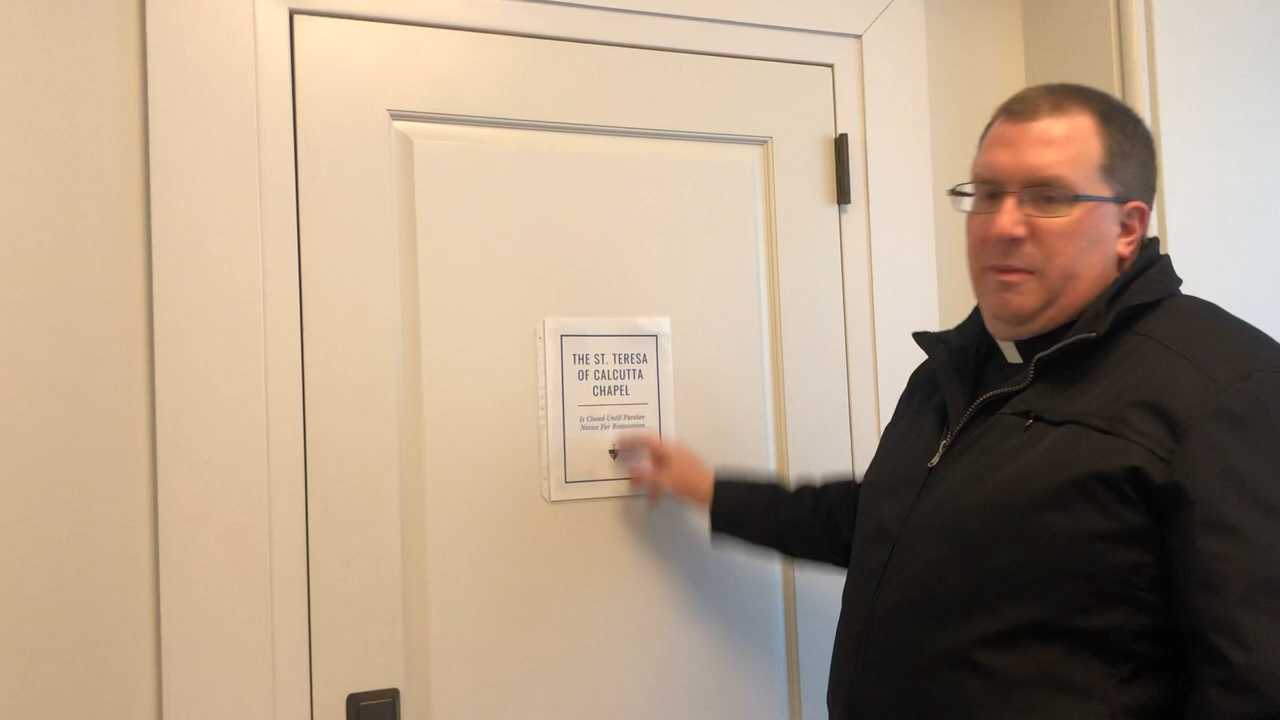 THE ST. TERESA
OF CALCUTTA
CHAPEL
Is Closed Until Further
Notice For Renovation